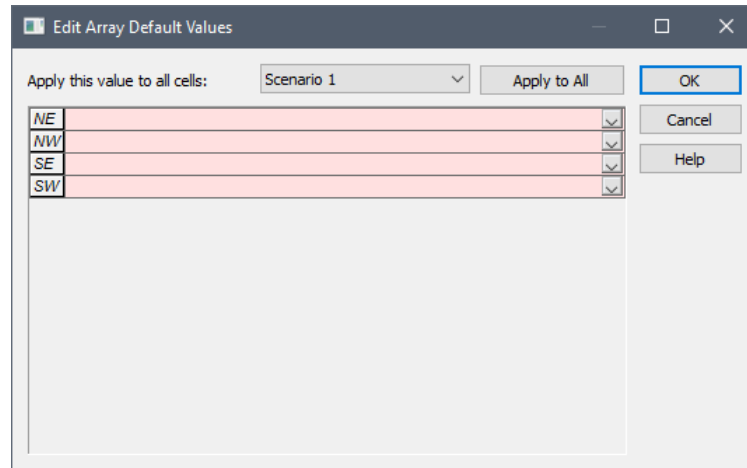 Edit Array Default Values
Apply this value to all cells: Scenario 1 Apply to All OK
NE Cancel
NW
SE Help
SW